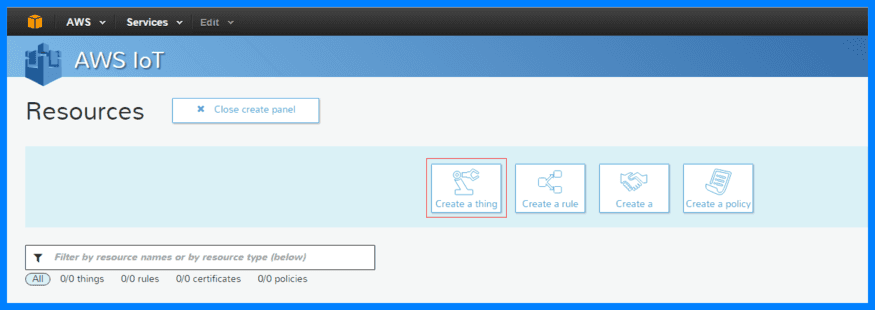 AWS Services Edit
AWS IoT
Resources Close create panel
Create a thing Create a rule Create a Create a policy
Filter by resource names or by resource type (below)
All 0/0 things 0/0 rules 0/0 certificates 0/0 policies